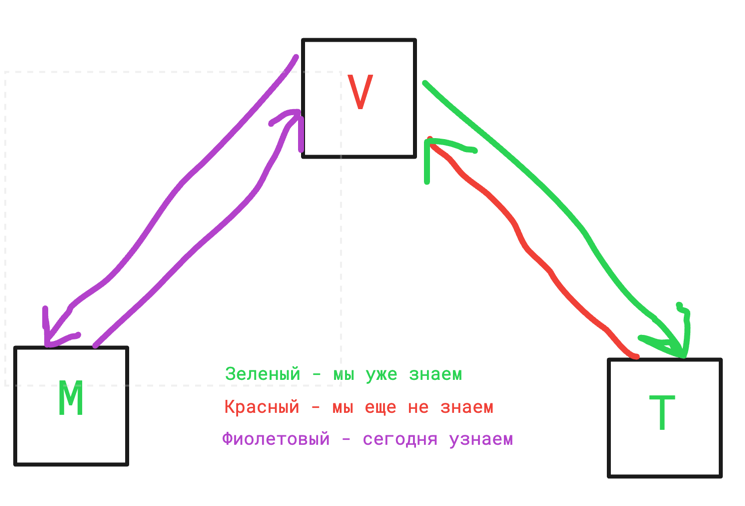 V
M
T
Зеленый - мы уже знаем
Красный - мы еще не знаем
Фиолетовый - сегодня узнаем